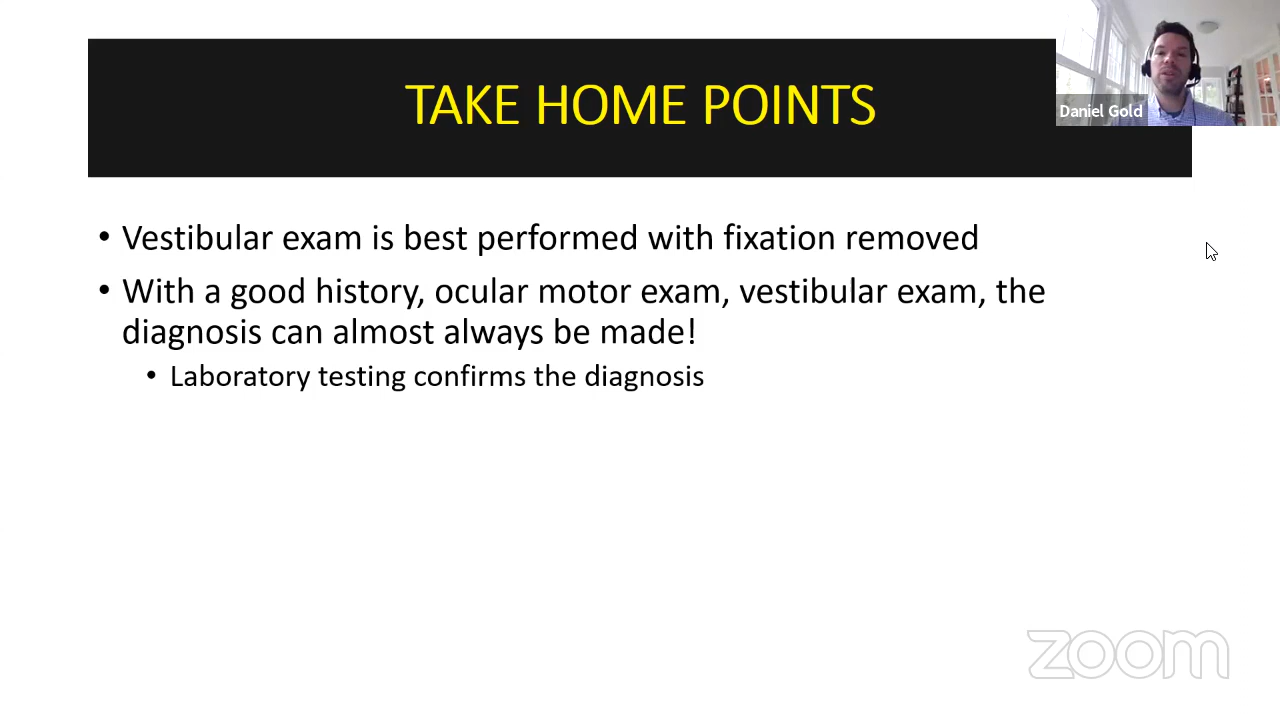 TAKE HOME POINTS
Daniel Gold
• Vestibular exam is best performed with fixation removed
• With a good history, ocular motor exam, vestibular exam, the
diagnosis can almost always be made!
• Laboratory testing confirms the diagnosis
zoom